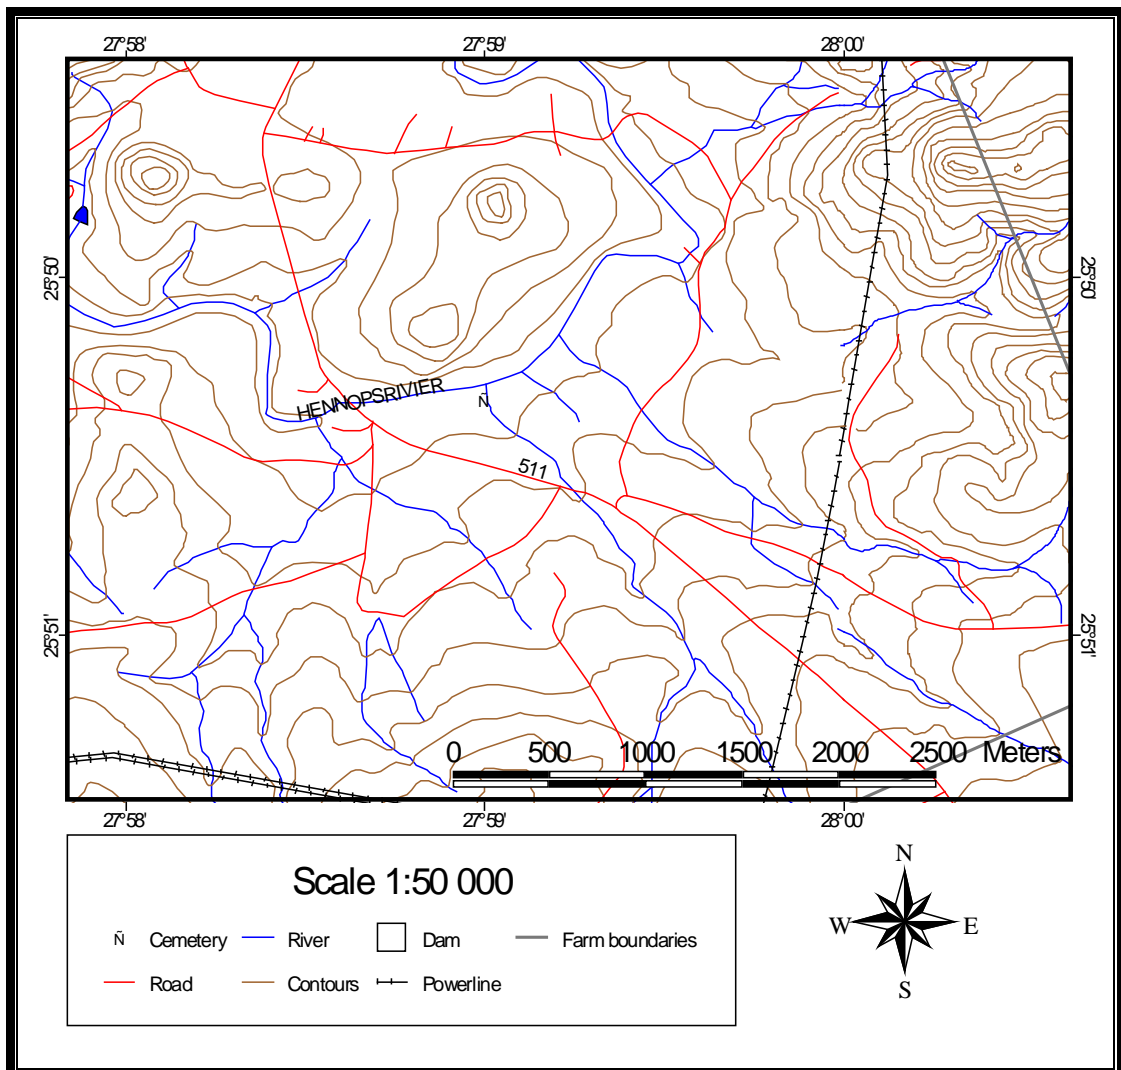 27°58' 27°59' 28°00'
25°50' 25°50'
HENNOPSRIVIER
Ñ
511
25°51' 25°51'
0 500 1000 1500 2000 2500 Meters
27°58' 27°59' 28°00'
Scale 1:50 000
Ñ Cemetery River Dam Farm boundaries
Road Contours Powerline
N
W E
S